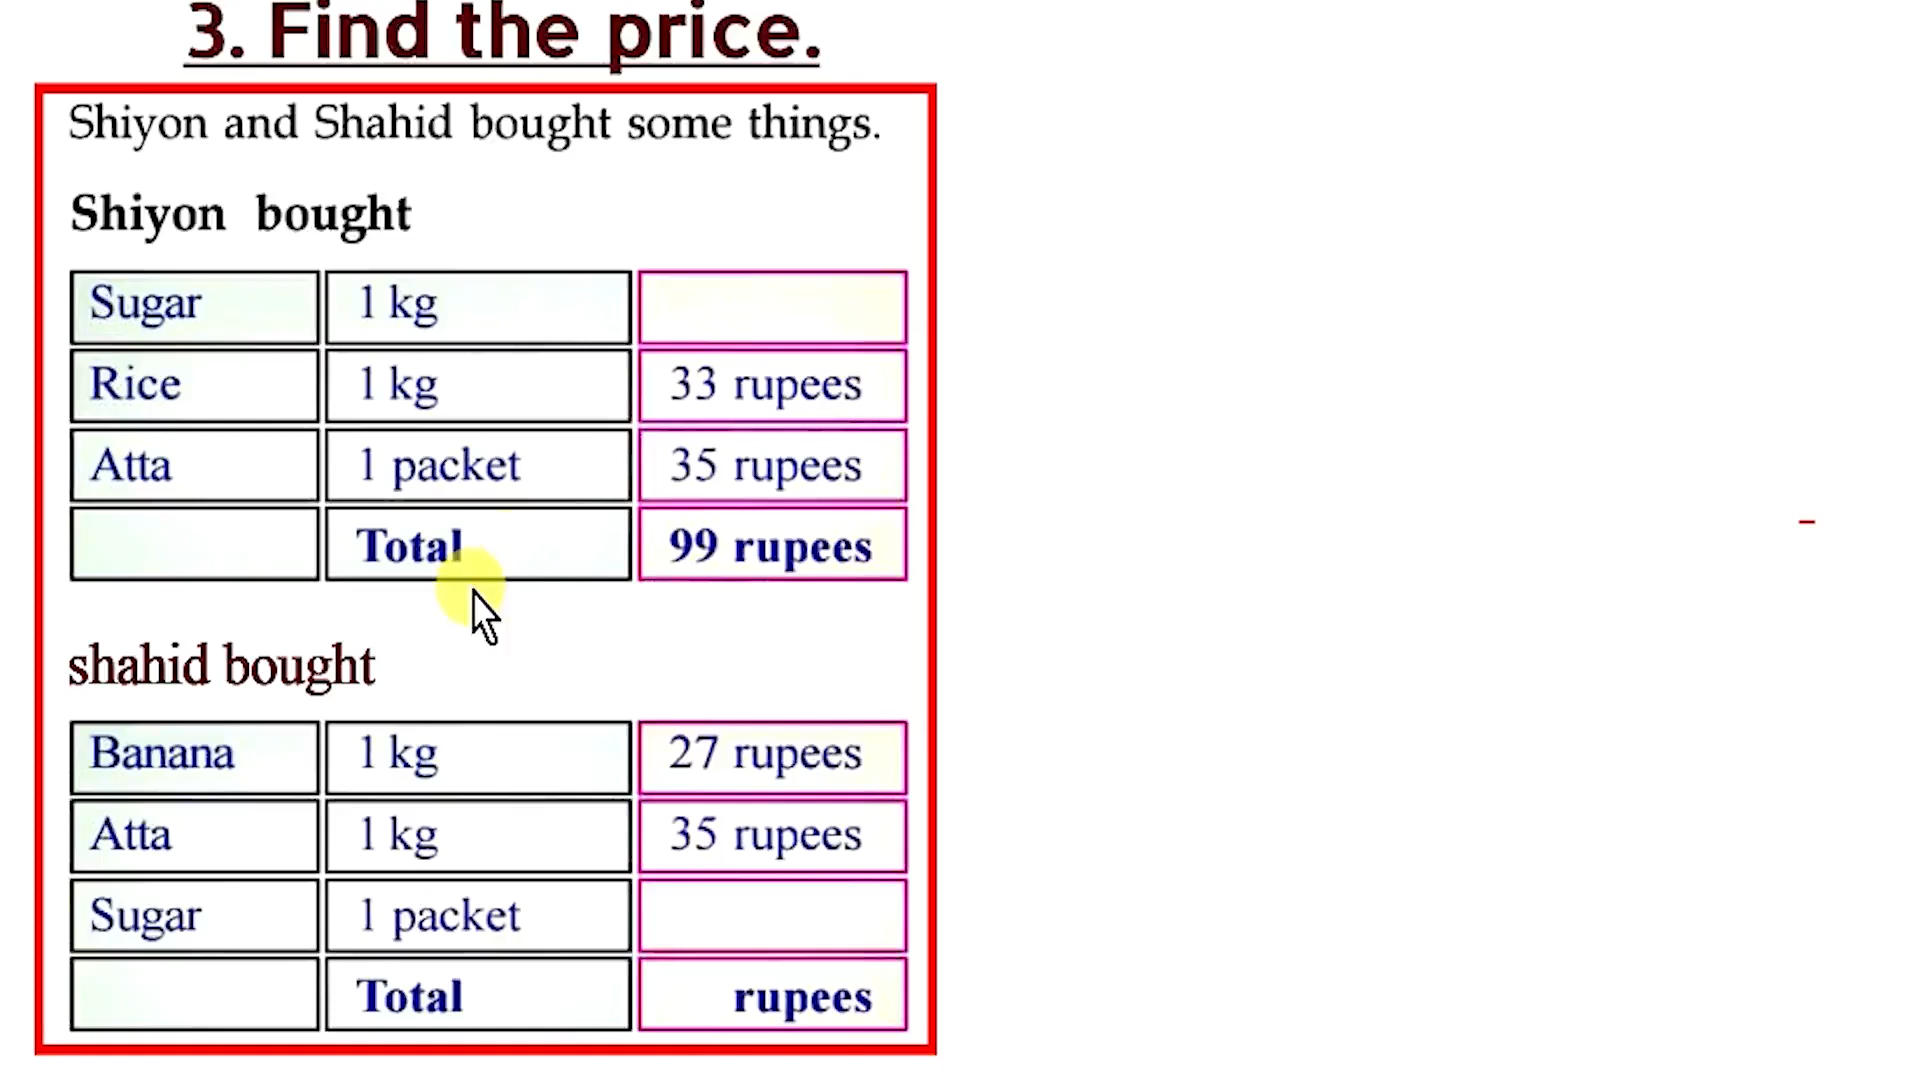 3. Find the price.
Shiyon and Shahid bought some things.
Shiyon bought
Sugar 1 kg
Rice 1 kg 33 rupees
Atta 1 packet 35 rupees
Total 99 rupees
shahid bought
Banana 1 kg 27 rupees
Atta 1 kg 35 rupees
Sugar 1 packet
Total rupees